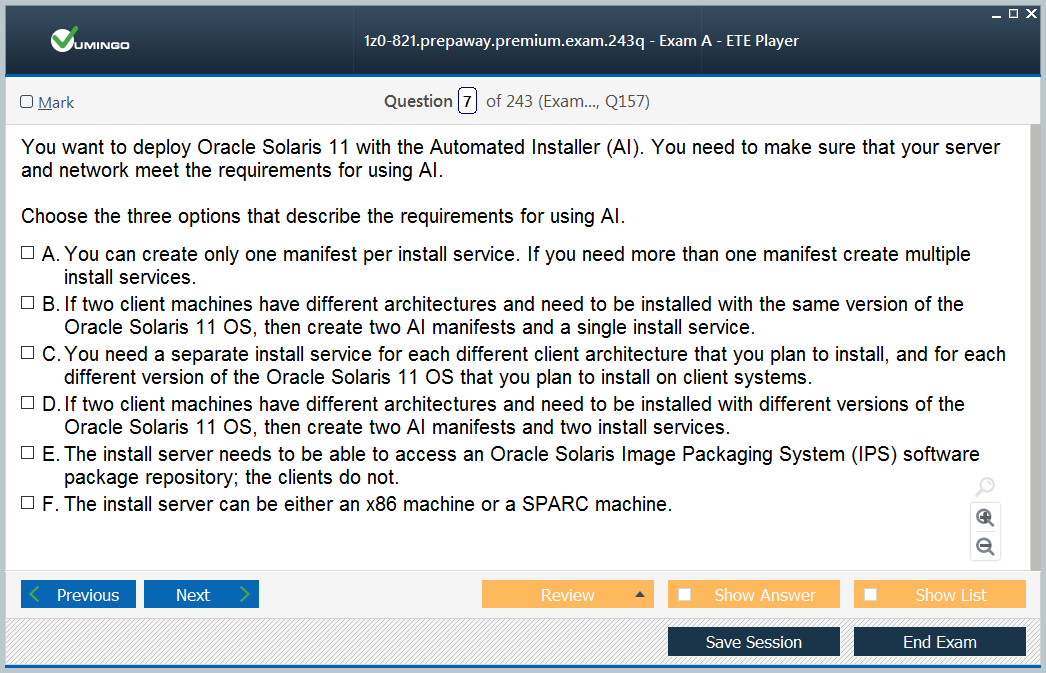 VUMINGO
1z0-821.prepaway.premium.exam.243q - Exam A - ETE Player
Mark
Question 7 of 243 (Exam..., Q157)
You want to deploy Oracle Solaris 11 with the Automated Installer (AI). You need to make sure that your server
and network meet the requirements for using AI.
Choose the three options that describe the requirements for using AI.
A. You can create only one manifest per install service. If you need more than one manifest create multiple
install services.
B. If two client machines have different architectures and need to be installed with the same version of the
Oracle Solaris 11 OS, then create two AI manifests and a single install service.
C. You need a separate install service for each different client architecture that you plan to install, and for each
different version of the Oracle Solaris 11 OS that you plan to install on client systems.
D. If two client machines have different architectures and need to be installed with different versions of the
Oracle Solaris 11 OS, then create two AI manifests and two install services.
E. The install server needs to be able to access an Oracle Solaris Image Packaging System (IPS) software
package repository; the clients do not.
F. The install server can be either an x86 machine or a SPARC machine.
Previous Next Review Show Answer Show List
Save Session End Exam